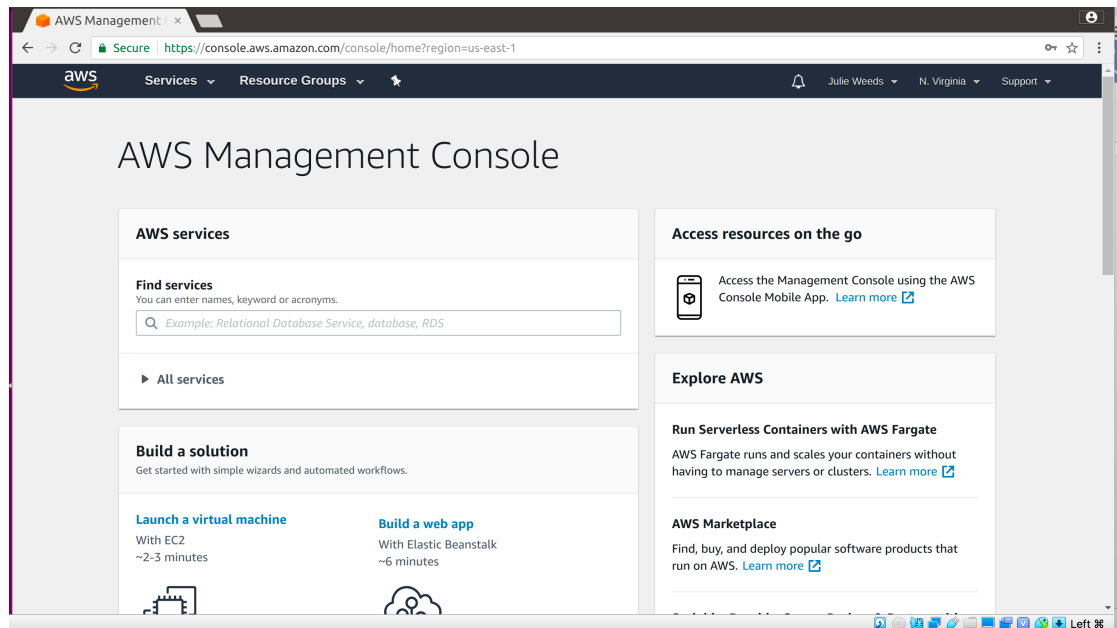 AWS Management
Secure https://console.aws.amazon.com/console/home?region=us-east-1
aws Services Resource Groups Julie Weeds N. Virginia Support
AWS Management Console
AWS services
Find services
You can enter names, keyword or acronyms.
Example: Relational Database Service, database, RDS
All services
Build a solution
Get started with simple wizards and automated workflows.
Launch a virtual machine
With EC2
~2-3 minutes
Build a web app
With Elastic Beanstalk
~6 minutes
Access resources on the go
Access the Management Console using the AWS
Console Mobile App. Learn more
Explore AWS
Run Serverless Containers with AWS Fargate
AWS Fargate runs and scales your containers without
having to manage servers or clusters. Learn more
AWS Marketplace
Find, buy, and deploy popular software products that
run on AWS. Learn more
Left ⌘